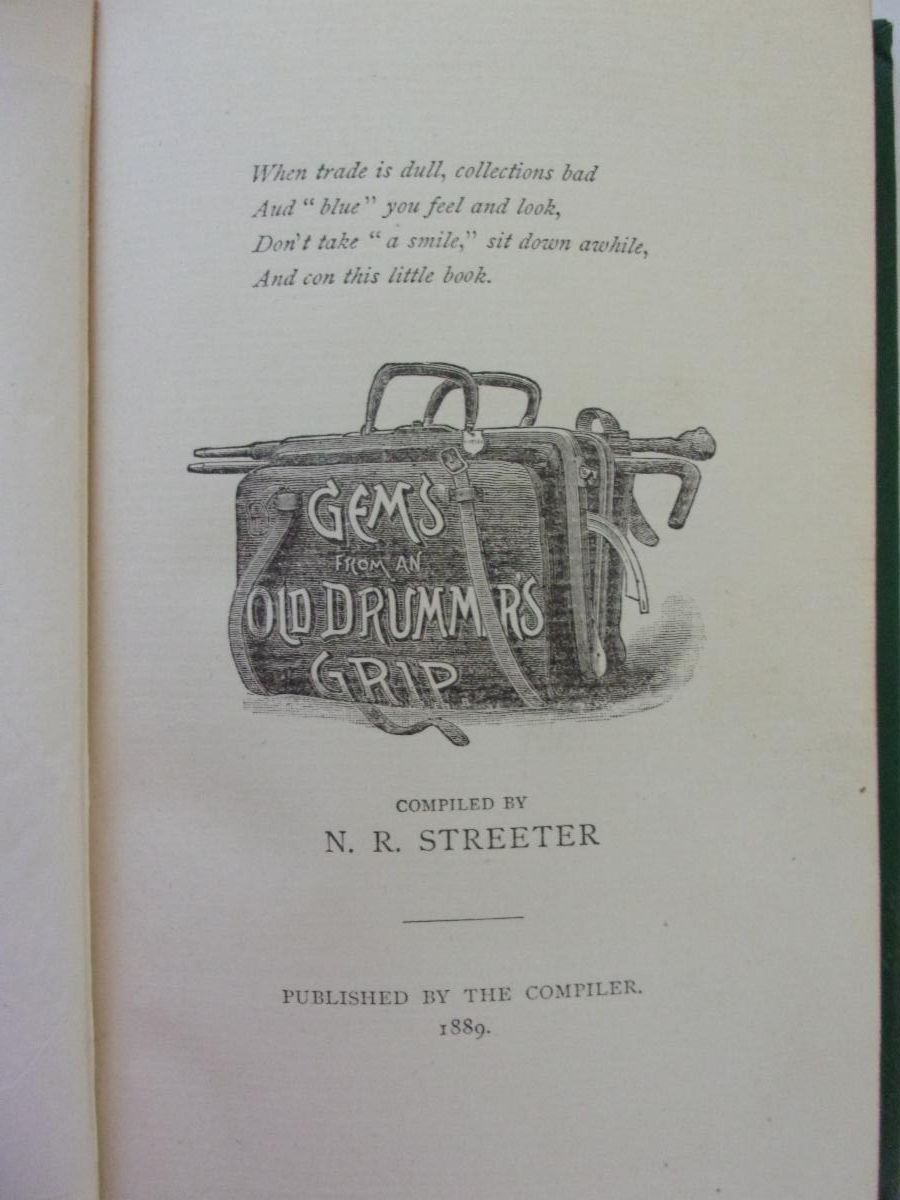 When trade is dull, collections bad
Aud “blue” you feel and look,
Don't take “a smile,” sit down awhile,
And con this little book.
GEMS
FROM AN
OLD DRUMMER'S
GRIP
COMPILED BY
N. R. STREETER
PUBLISHED BY THE COMPILER.
1889.